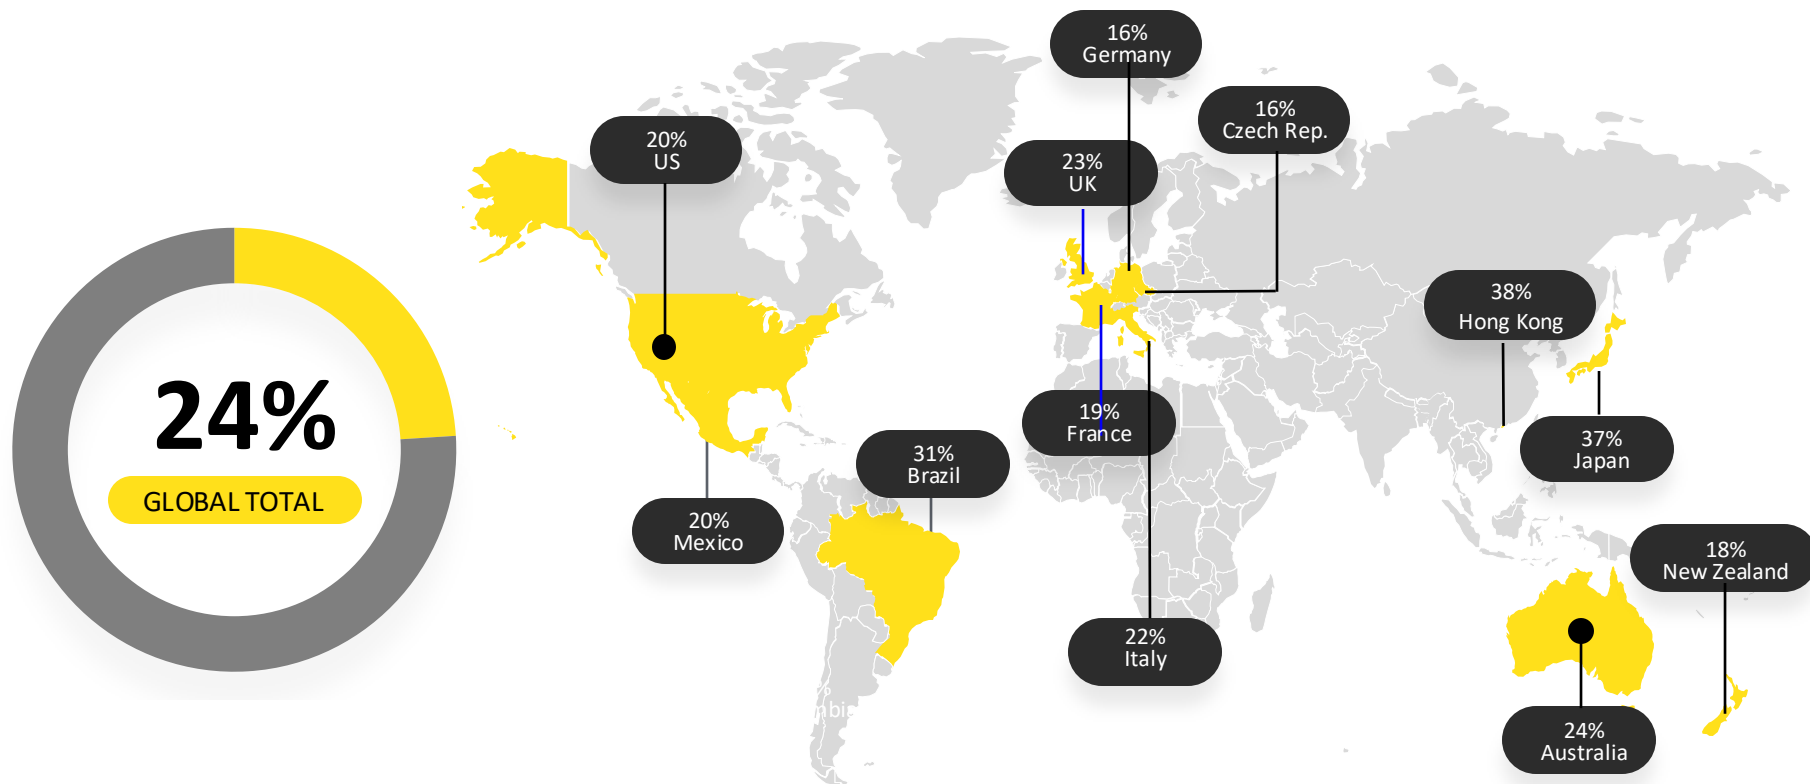 16%
Germany
16%
Czech Rep.
20%
US
23%
UK
38%
Hong Kong
24%
GLOBAL TOTAL
19%
France
37%
Japan
31%
Brazil
20%
Mexico
18%
New Zealand
22%
Italy
24%
Australia